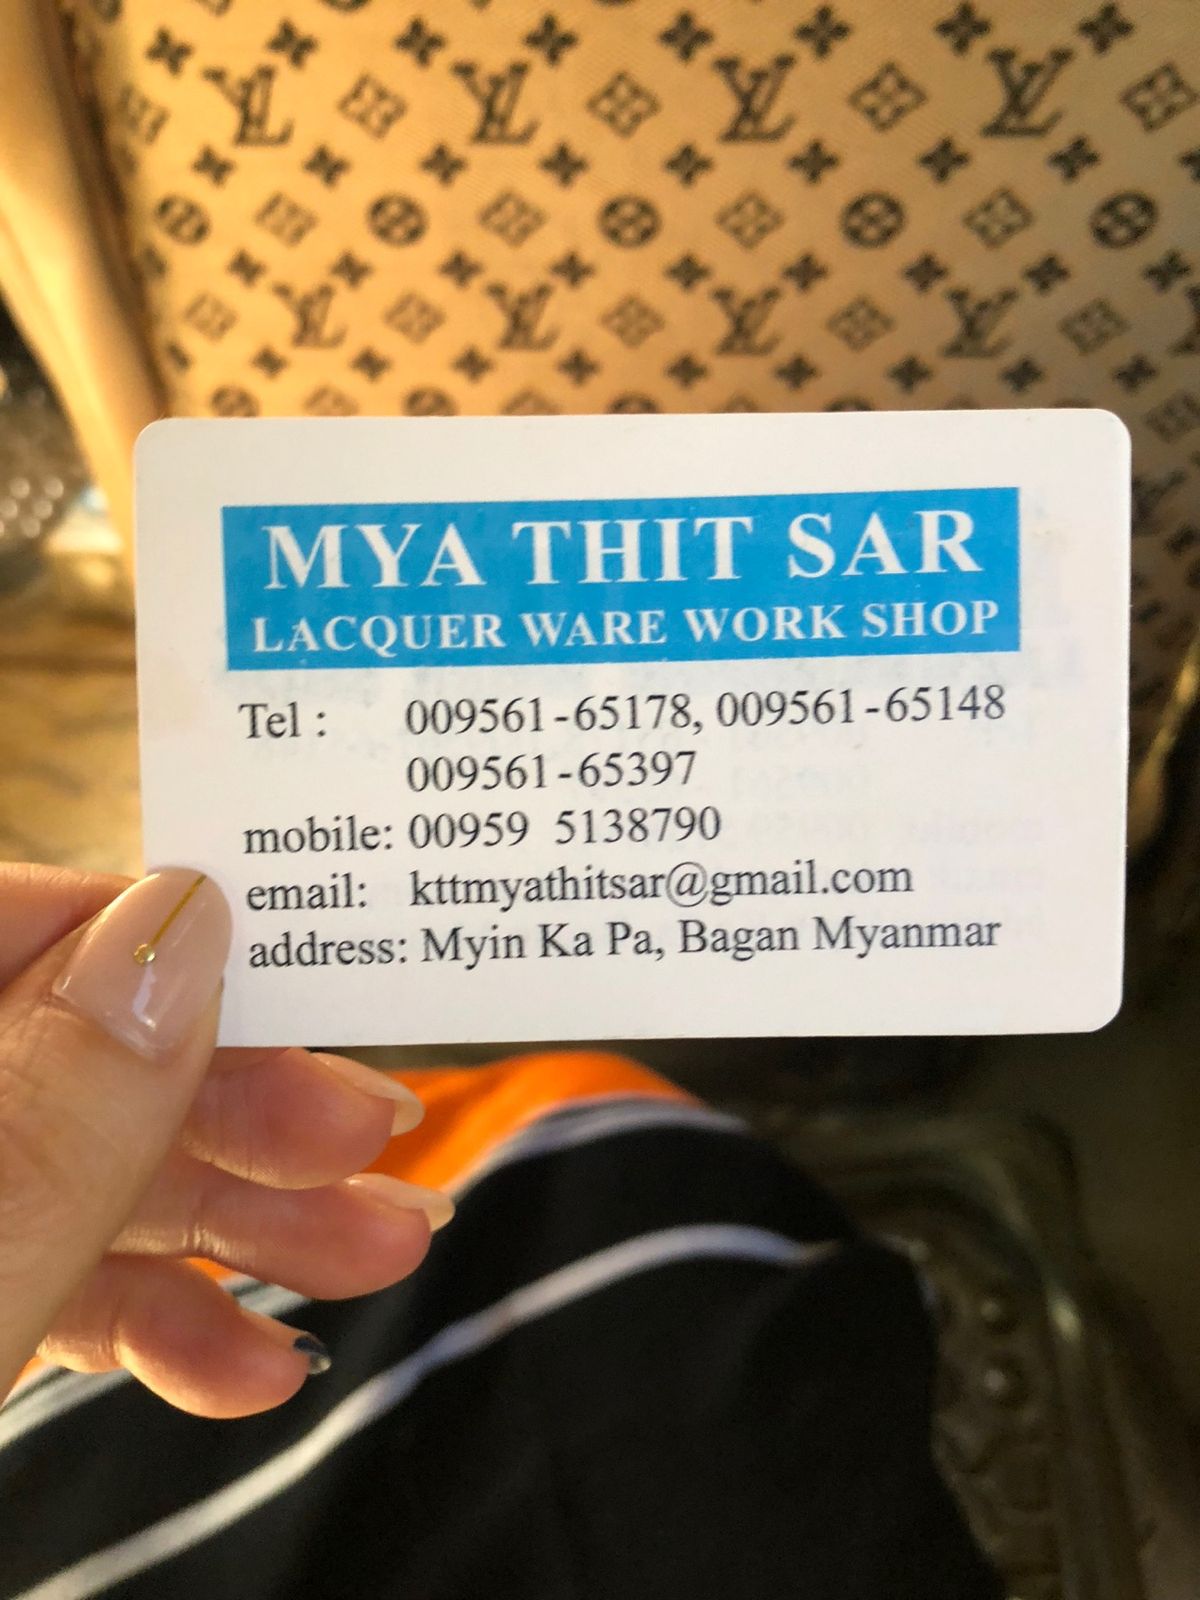 MYA THIT SAR
LACQUER WARE WORK SHOP
Tel : 009561-65178, 009561-65148
009561-65397
mobile: 00959 5138790
email: kttmyathitsar@gmail.com
address: Myin Ka Pa, Bagan Myanmar